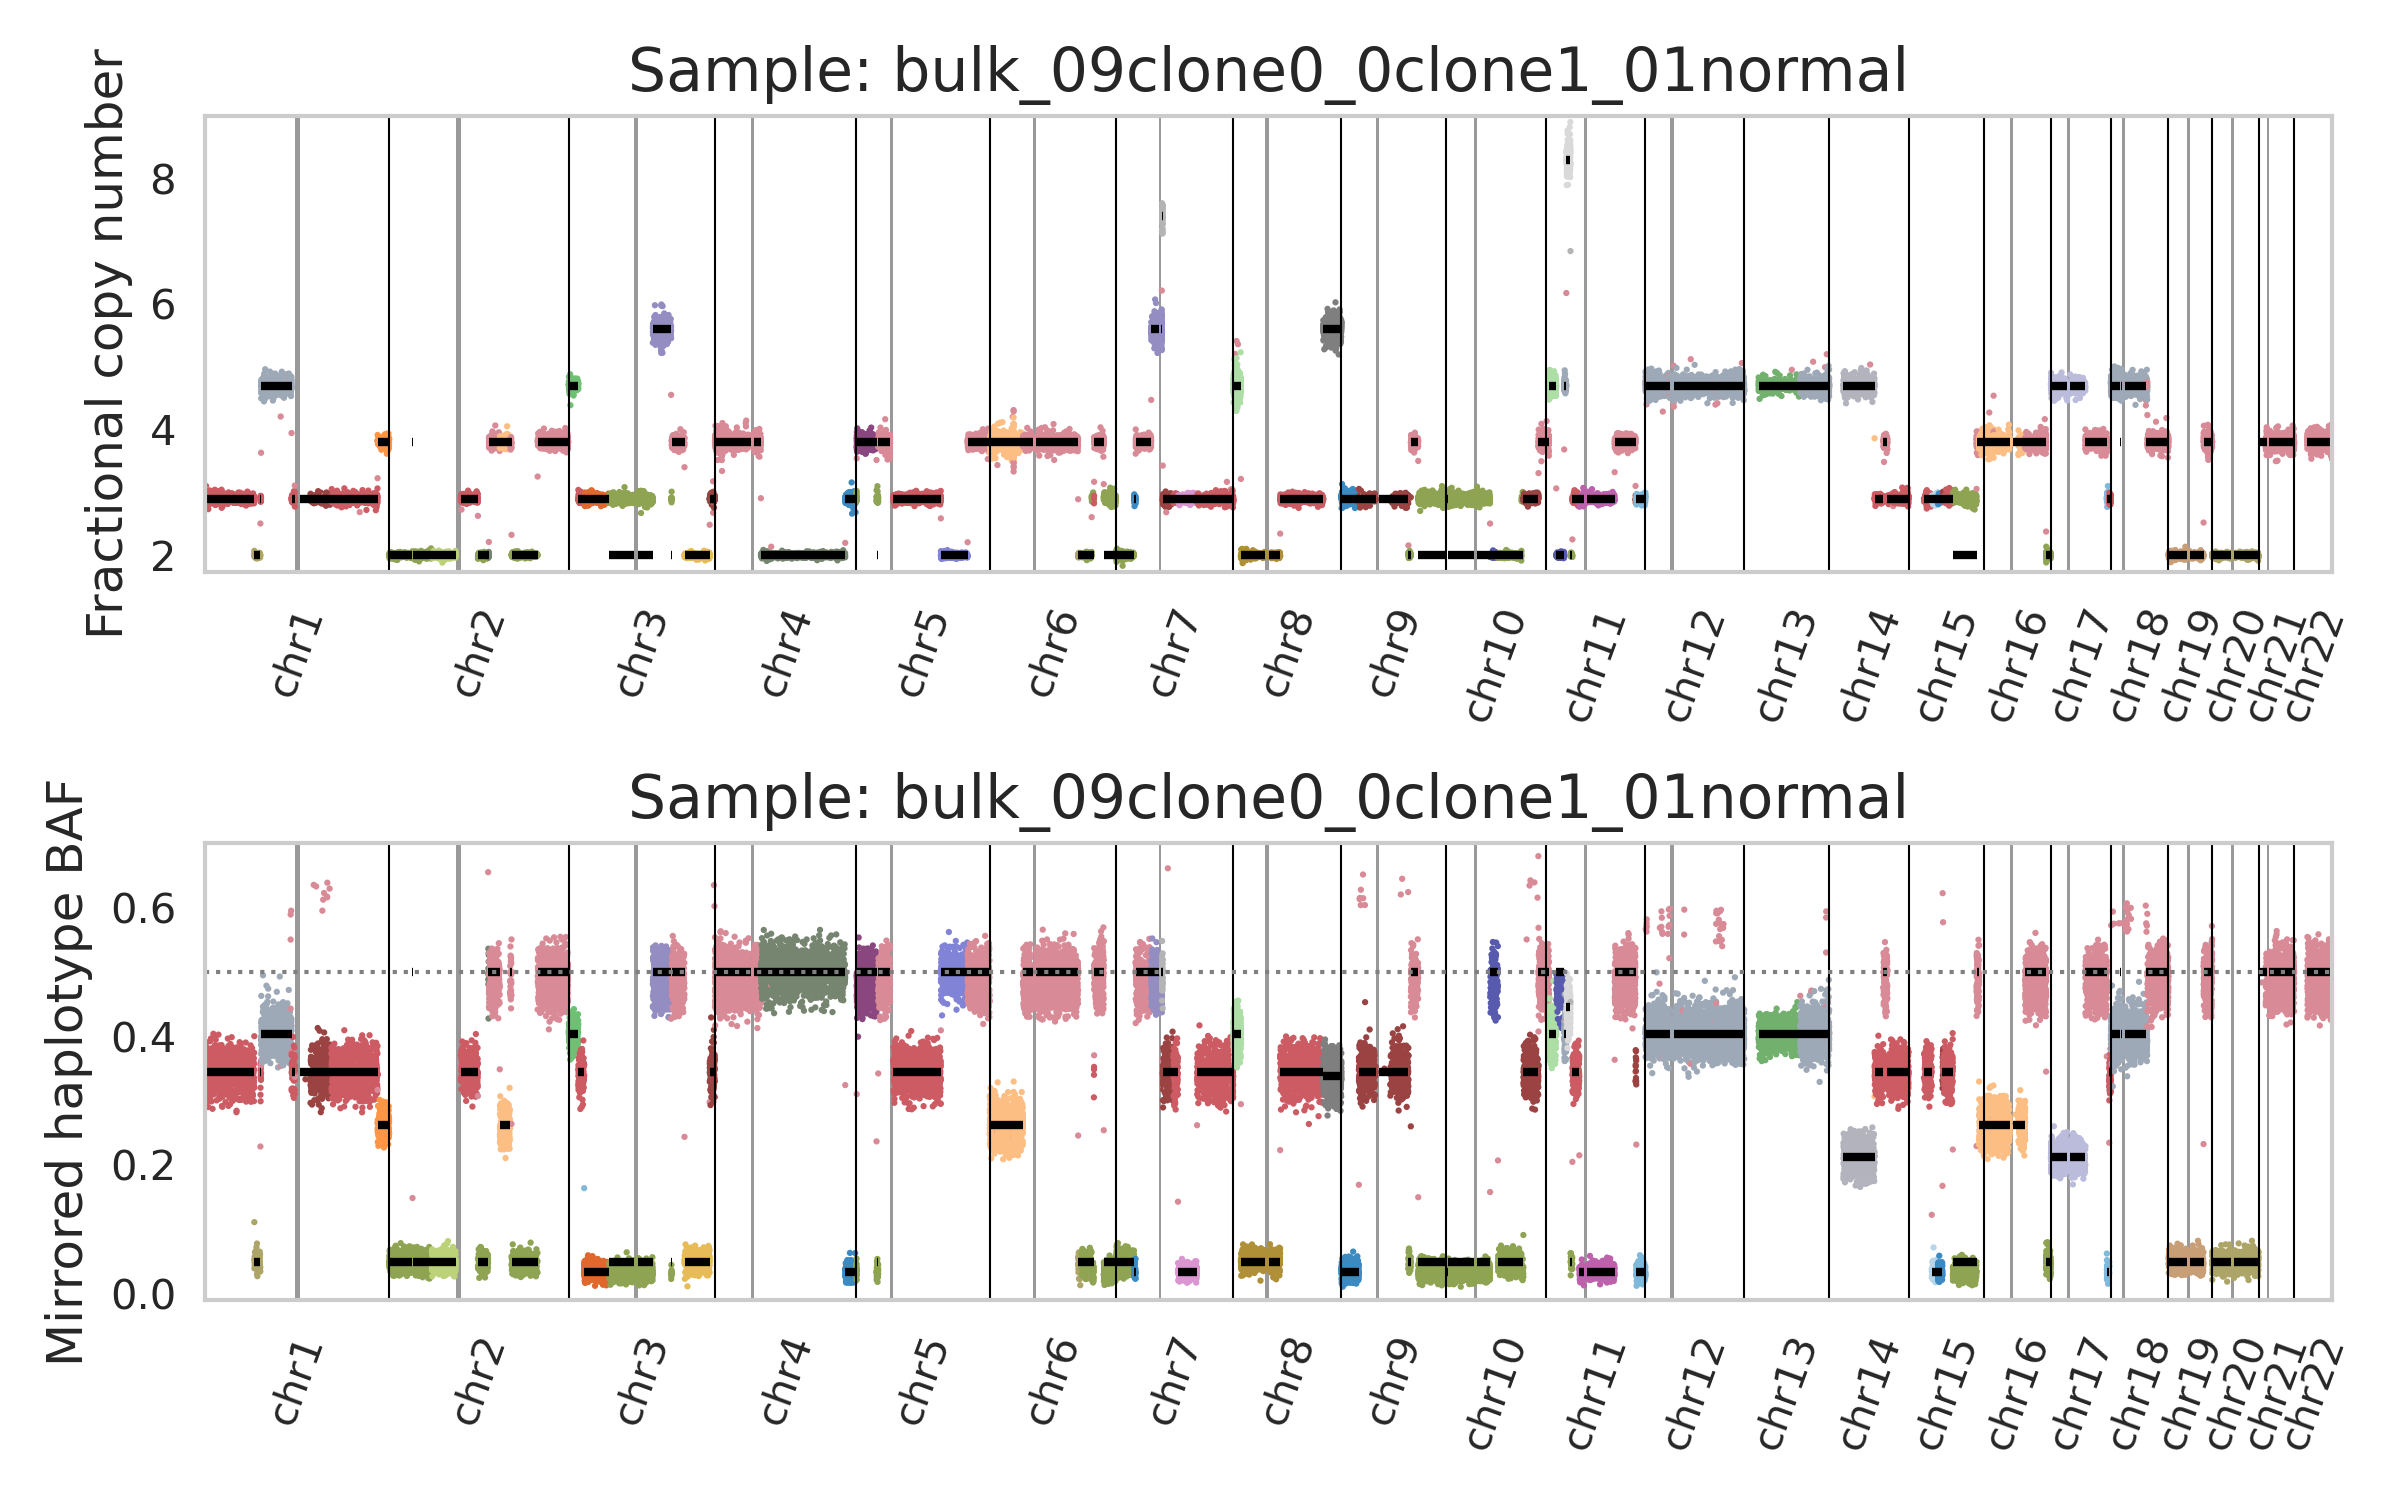 Sample: bulk_09clone0_0clone1_01normal
Fractional copy number
8
6
4
2
chr1
chr2
chr3
chr4
chr5
chr6
chr7
chr8
chr9
chr10
chr11
chr12
chr13
chr14
chr15
chr16
chr17
chr18
chr19
chr20
chr21
chr22
Sample: bulk_09clone0_0clone1_01normal
Mirrored haplotype BAF
0.6
0.4
0.2
0.0
chr1
chr2
chr3
chr4
chr5
chr6
chr7
chr8
chr9
chr10
chr11
chr12
chr13
chr14
chr15
chr16
chr17
chr18
chr19
chr20
chr21
chr22